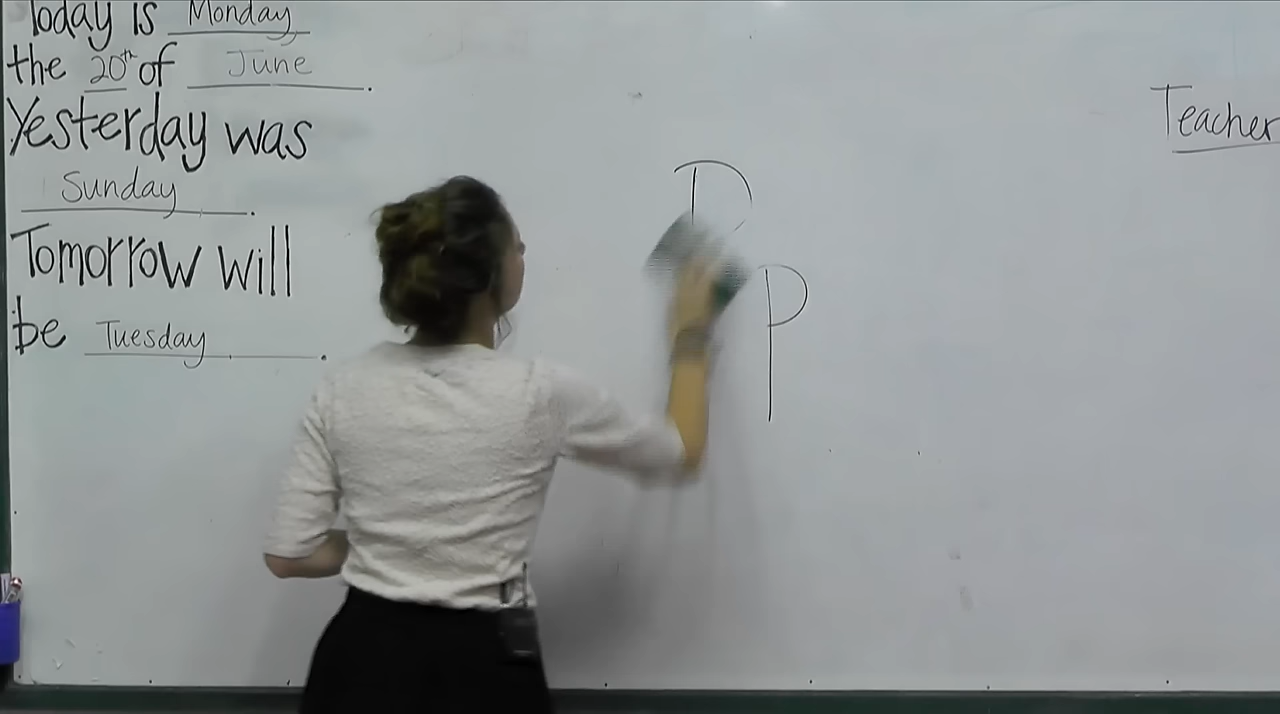 Today is Monday
the 20th of June.
Yesterday was
Sunday.
Tomorrow will
be Tuesday.
P
Teacher